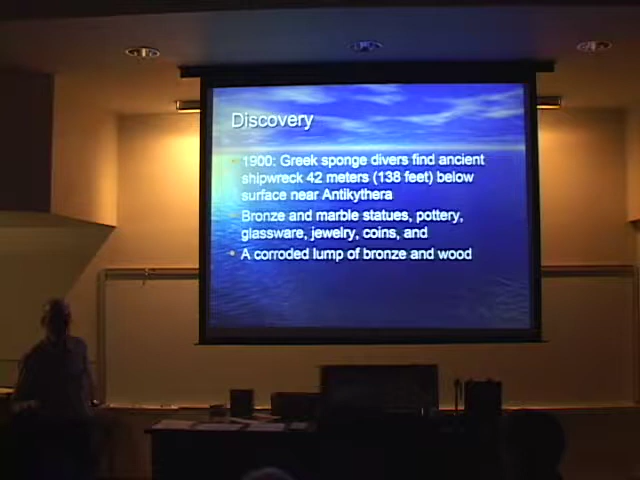 Discovery
1900: Greek sponge divers find ancient
shipwreck 42 meters (138 feet) below
surface near Antikythera
Bronze and marble statues, pottery,
glassware, jewelry, coins, and
A corroded lump of bronze and wood